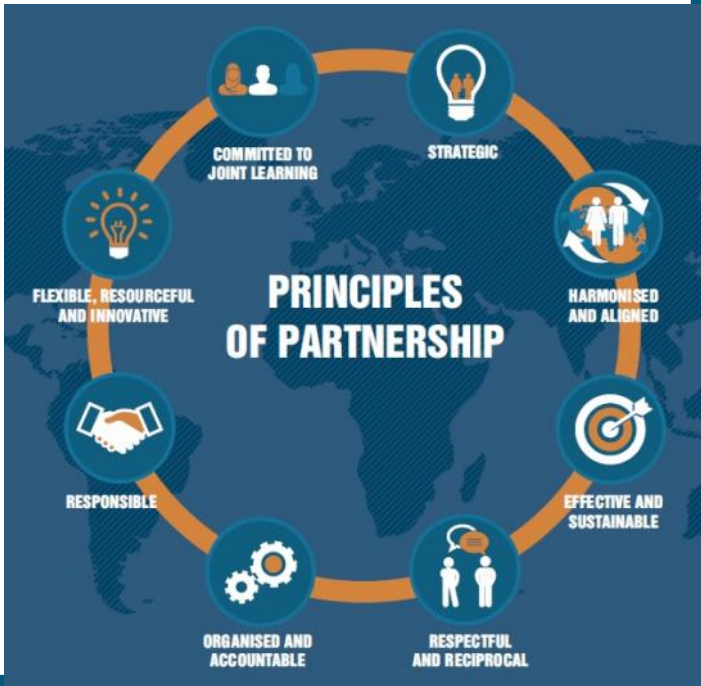 PRINCIPLES
OF PARTNERSHIP
STRATEGIC
HARMONISED
AND ALIGNED
EFFECTIVE AND
SUSTAINABLE
RESPECTFUL
AND RECIPROCAL
ORGANISED AND
ACCOUNTABLE
RESPONSIBLE
FLEXIBLE, RESOURCEFUL
AND INNOVATIVE
COMMITTED TO
JOINT LEARNING